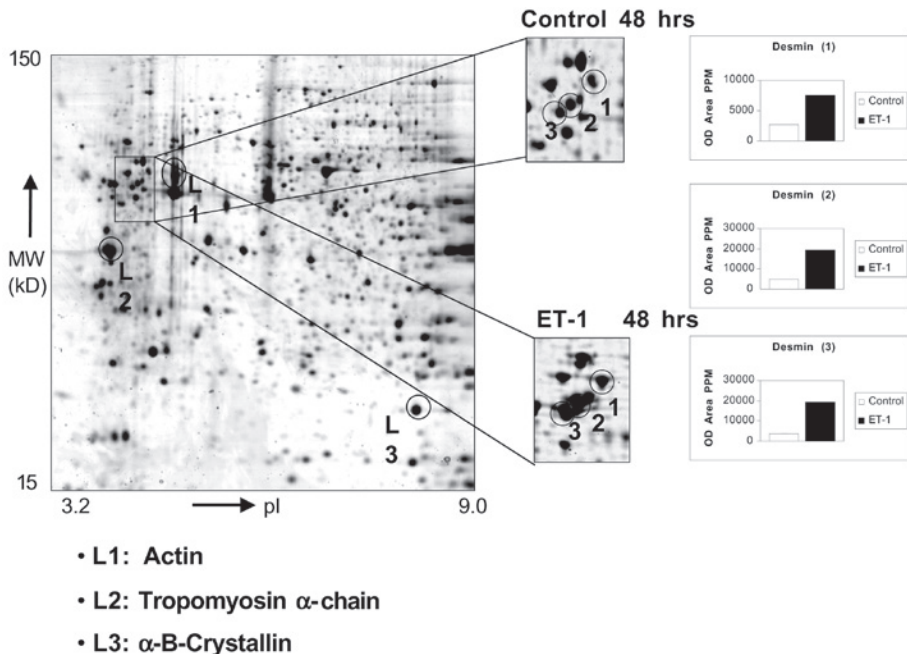 Control 48 hrs
150
MW
(kD)
15
3.2
pI
9.0
L
1
L
2
L
3
1
2
3
ET-1 48 hrs
1
2
3
Desmin (1)
OD Area PPM
10000
5000
0
Control
ET-1
Desmin (2)
OD Area PPM
30000
20000
10000
0
Control
ET-1
Desmin (3)
OD Area PPM
30000
20000
10000
0
Control
ET-1
• L1: Actin
• L2: Tropomyosin α-chain
• L3: α-B-Crystallin